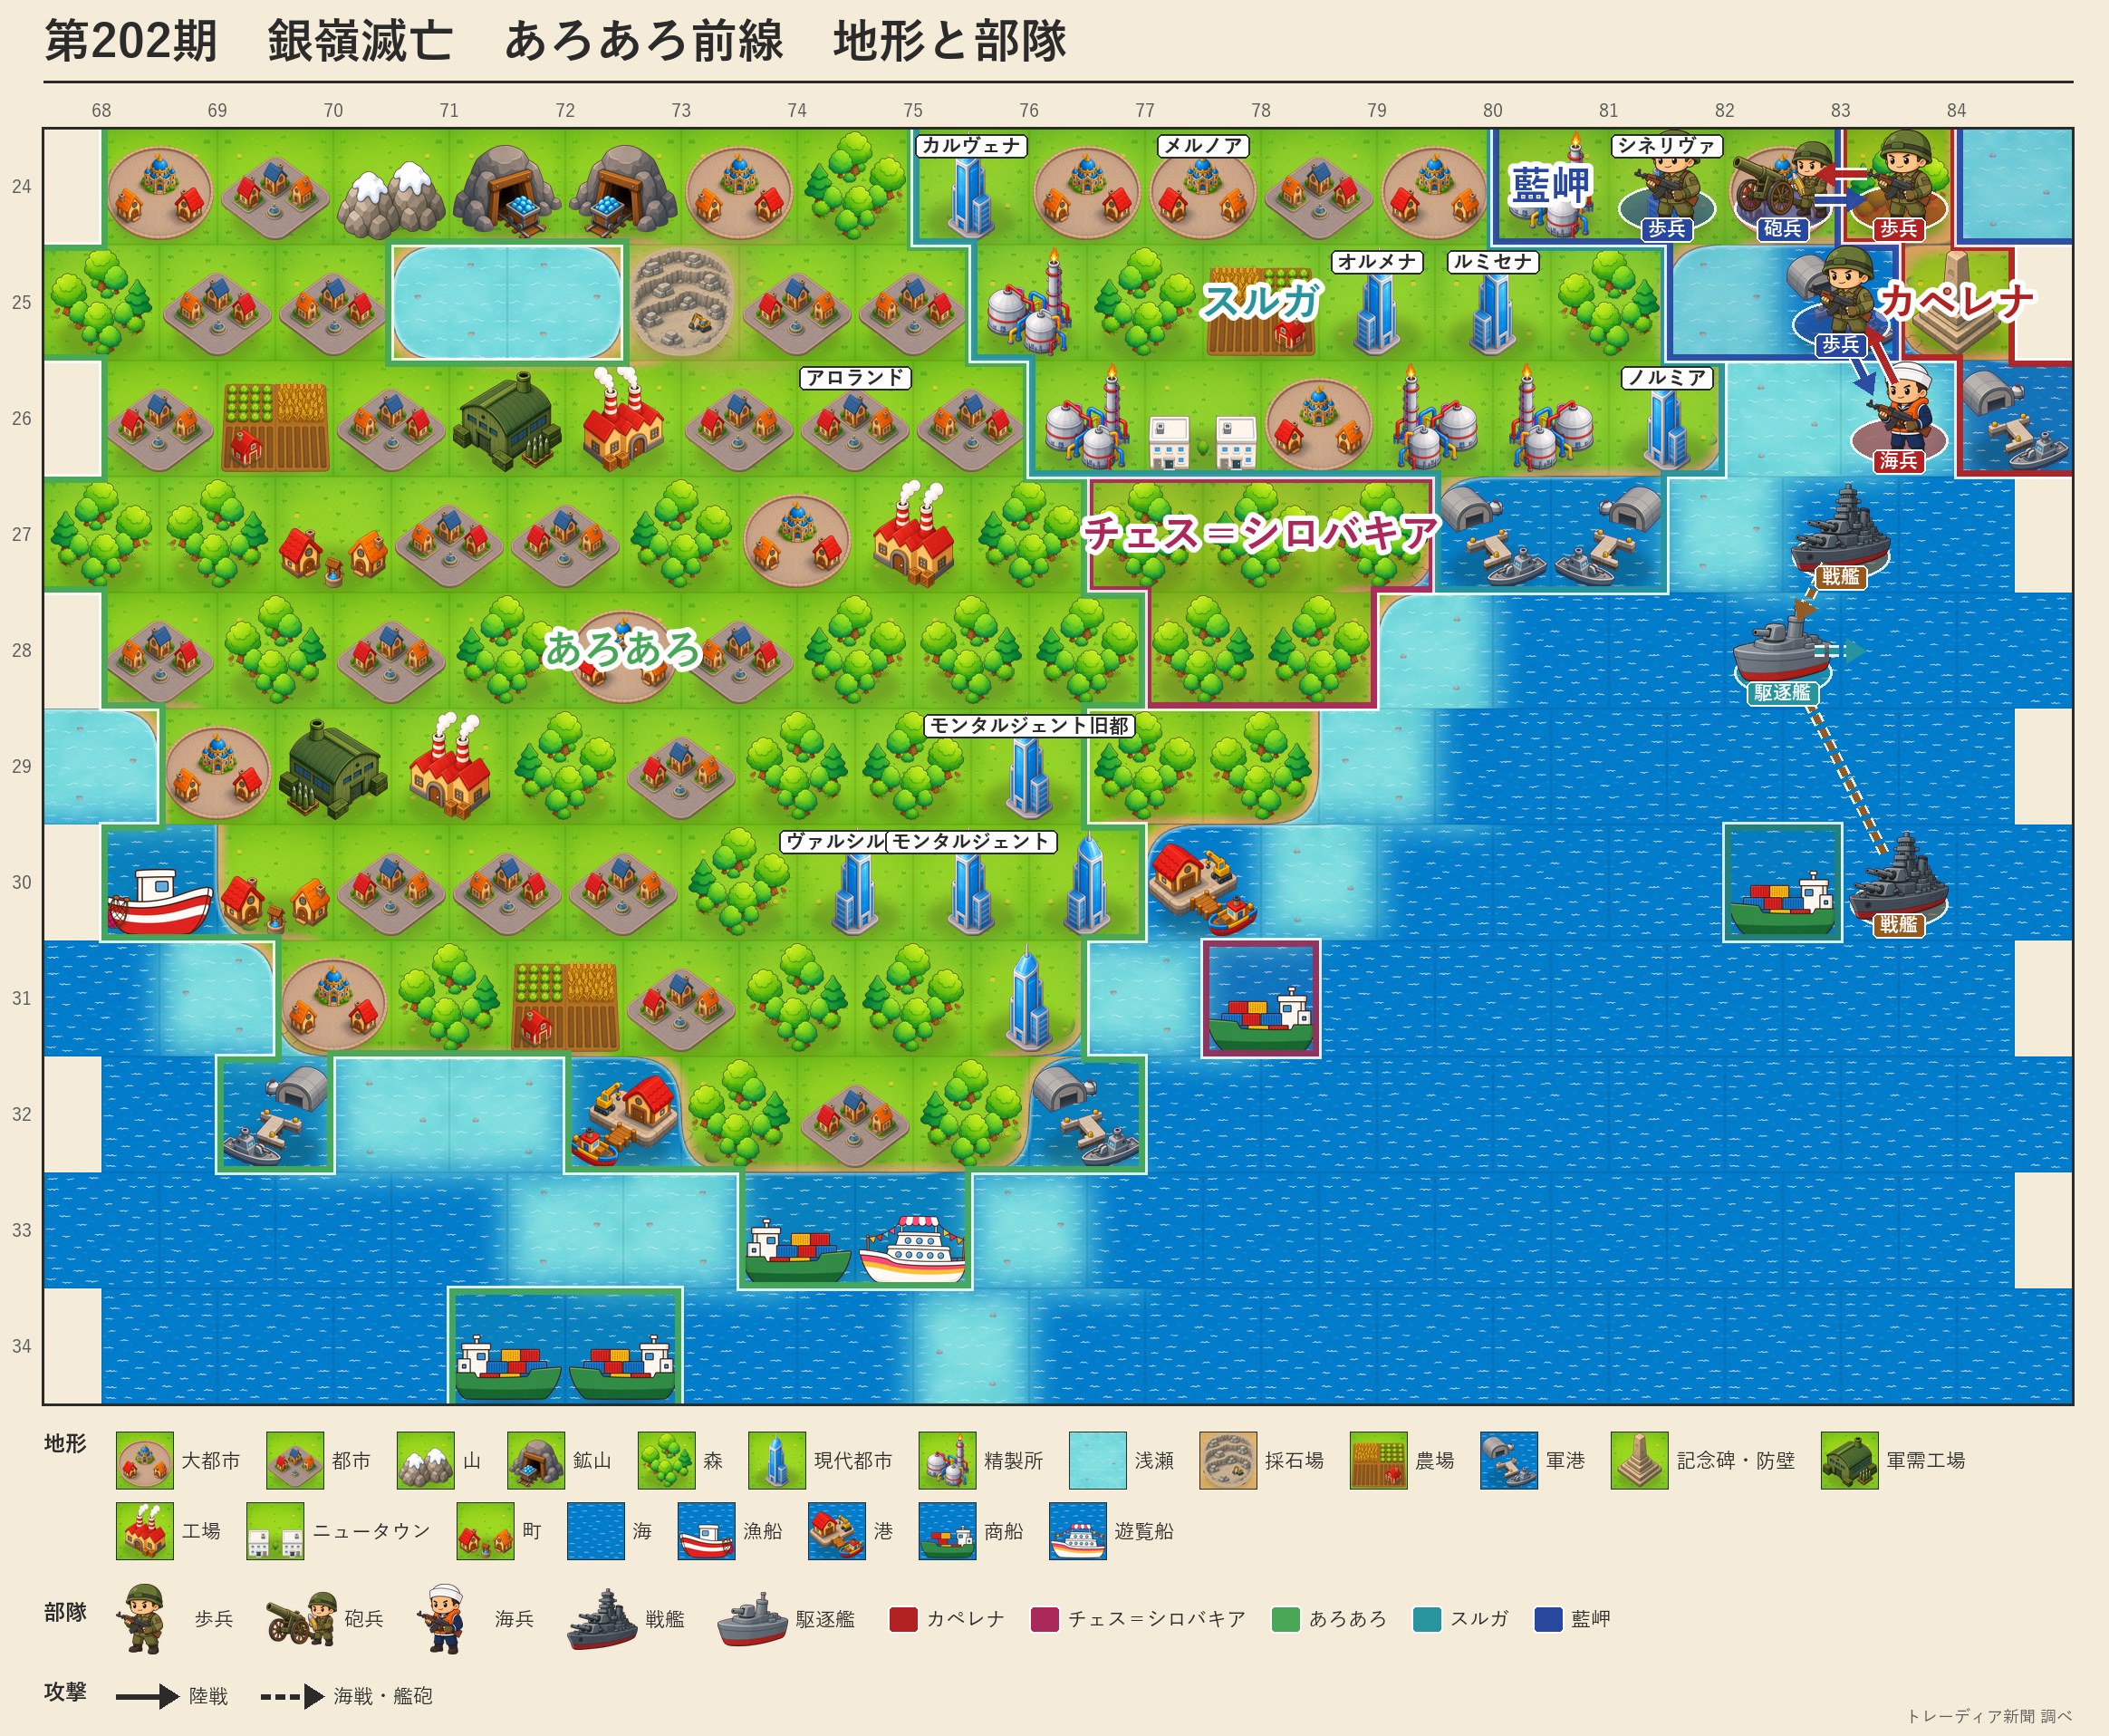 第202期　銀嶺滅亡　あろあろ前線　地形と部隊
68 69 70 71 72 73 74 75 76 77 78 79 80 81 82 83 84
カルヴェナ メルノア シネリヴァ
24
藍岬
歩兵 砲兵 歩兵
オルメナ ルミセナ
25
スルガ カペレナ
歩兵
アロランド ノルミア
26
海兵
27
チェス=シロバキア
戦艦
28
あろあろ
駆逐艦
モンタルジェント旧都
29
ヴァルシル モンタルジェント
30
戦艦
31
32
33
34
地形 大都市 都市 山 鉱山 森 現代都市 精製所 浅瀬 採石場 農場 軍港 記念碑・防壁 軍需工場
工場 ニュータウン 町 海 漁船 港 商船 遊覧船
部隊 歩兵 砲兵 海兵 戦艦 駆逐艦 カペレナ チェス=シロバキア あろあろ スルガ 藍岬
攻撃 陸戦 海戦・艦砲
トレーディア新聞 調べ